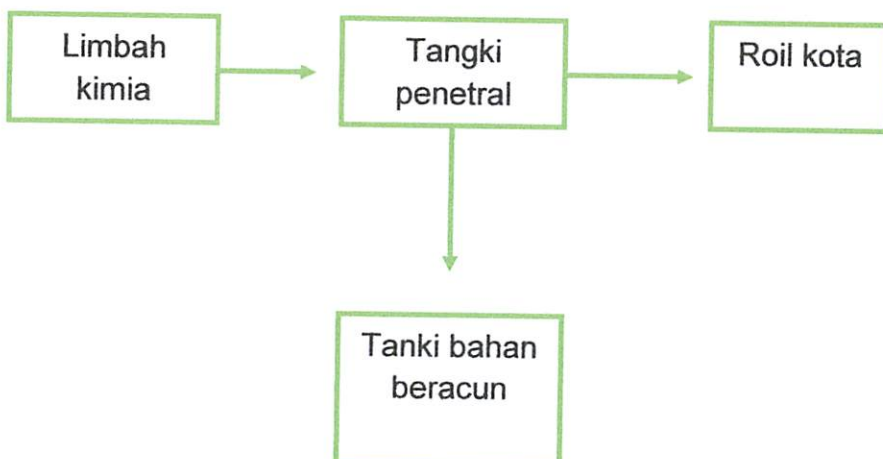 Limbah
kimia
Tangki
penetral
Roil kota
Tanki bahan
beracun